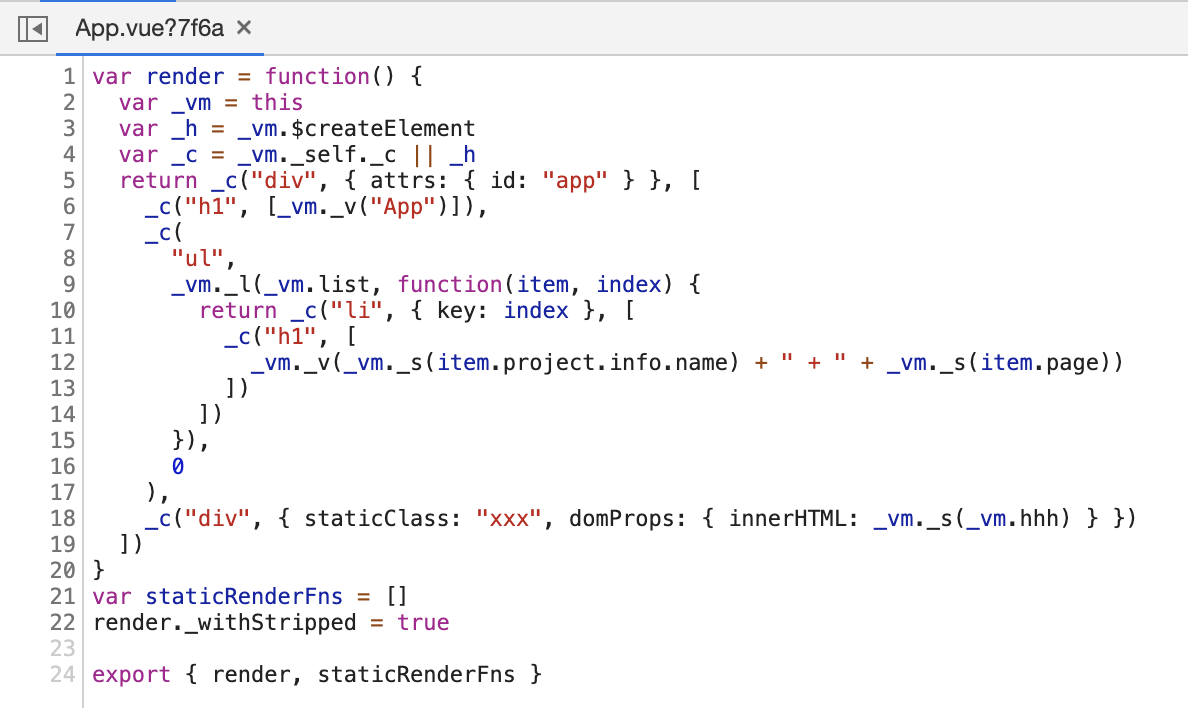 App.vue?7f6a ×
1 var render = function() {
2   var _vm = this
3   var _h = _vm.$createElement
4   var _c = _vm._self._c || _h
5   return _c("div", { attrs: { id: "app" } }, [
6     _c("h1", [_vm._v("App")]),
7     _c(
8       "ul",
9       _vm._l(_vm.list, function(item, index) {
10         return _c("li", { key: index }, [
11           _c("h1", [
12             _vm._v(_vm._s(item.project.info.name) + " + " + _vm._s(item.page))
13           ])
14         ])
15       }),
16       0
17     ),
18     _c("div", { staticClass: "xxx", domProps: { innerHTML: _vm._s(_vm.hhh) } })
19   ])
20 }
21 var staticRenderFns = []
22 render._withStripped = true
23
24 export { render, staticRenderFns }